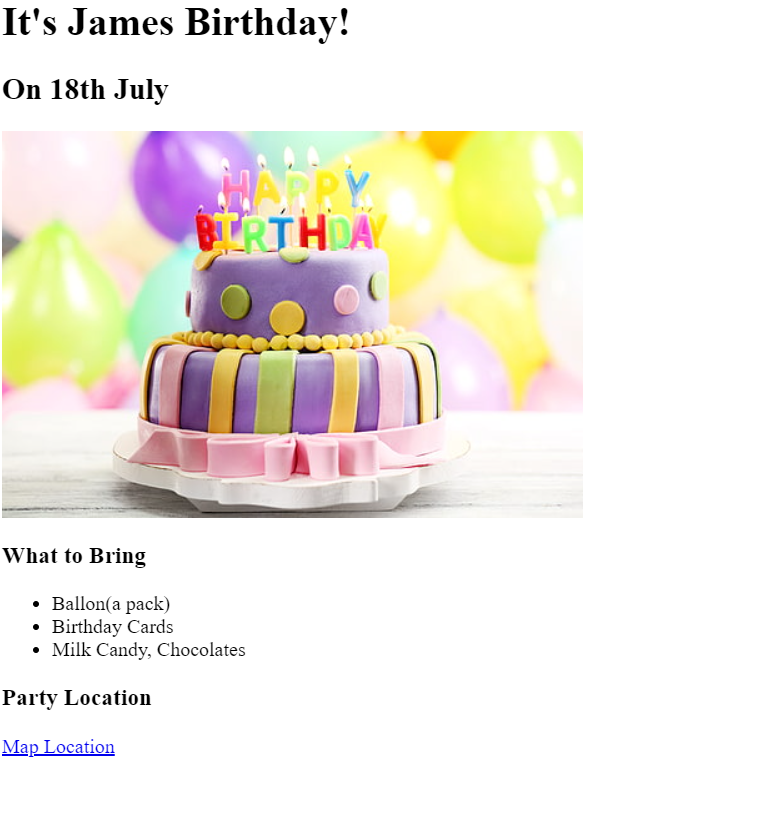 It's James Birthday!
On 18th July
HAPPY
BIRTHDAY
What to Bring
Ballon(a pack)
Birthday Cards
Milk Candy, Chocolates
Party Location
Map Location